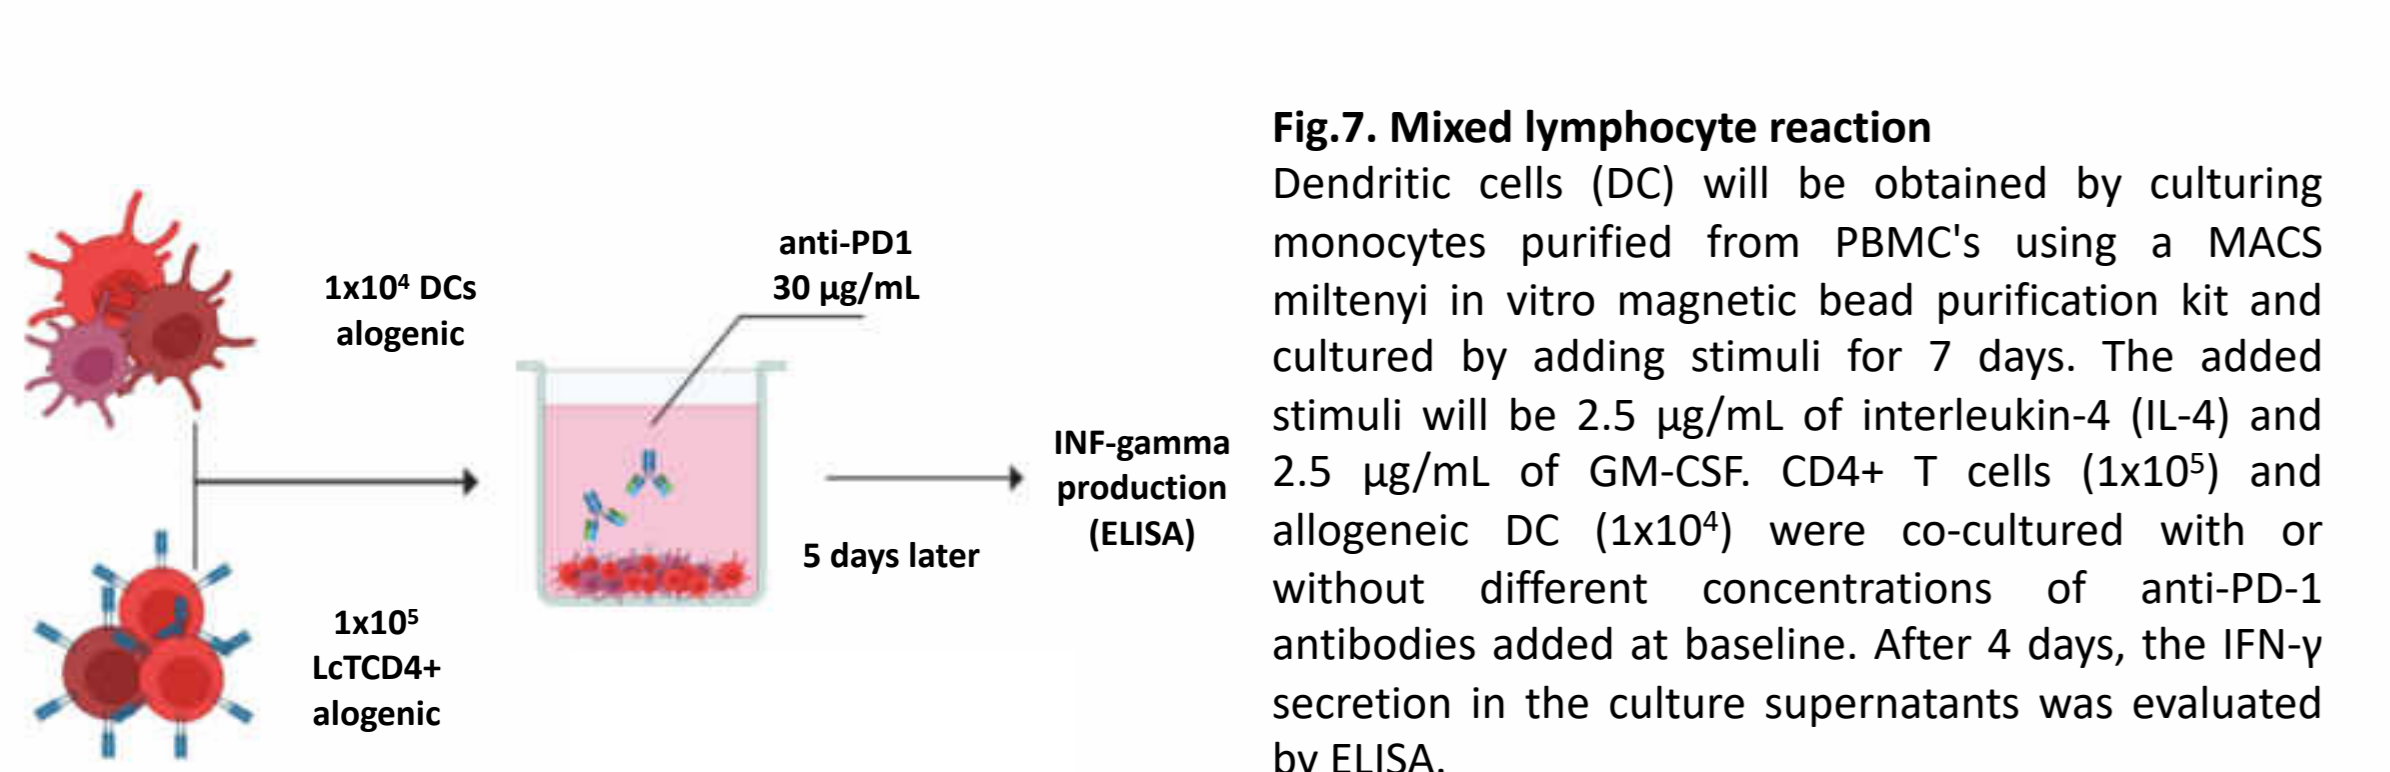 1x10⁴ DCs
alogenic
anti-PD1
30 µg/mL
1x10⁵
LcTCD4+
alogenic
5 days later
INF-gamma
production
(ELISA)
Fig.7. Mixed lymphocyte reaction
Dendritic cells (DC) will be obtained by culturing
monocytes purified from PBMC's using a MACS
miltenyi in vitro magnetic bead purification kit and
cultured by adding stimuli for 7 days. The added
stimuli will be 2.5 µg/mL of interleukin-4 (IL-4) and
2.5 µg/mL of GM-CSF. CD4+ T cells (1x10⁵) and
allogeneic DC (1x10⁴) were co-cultured with or
without different concentrations of anti-PD-1
antibodies added at baseline. After 4 days, the IFN-γ
secretion in the culture supernatants was evaluated
by ELISA.